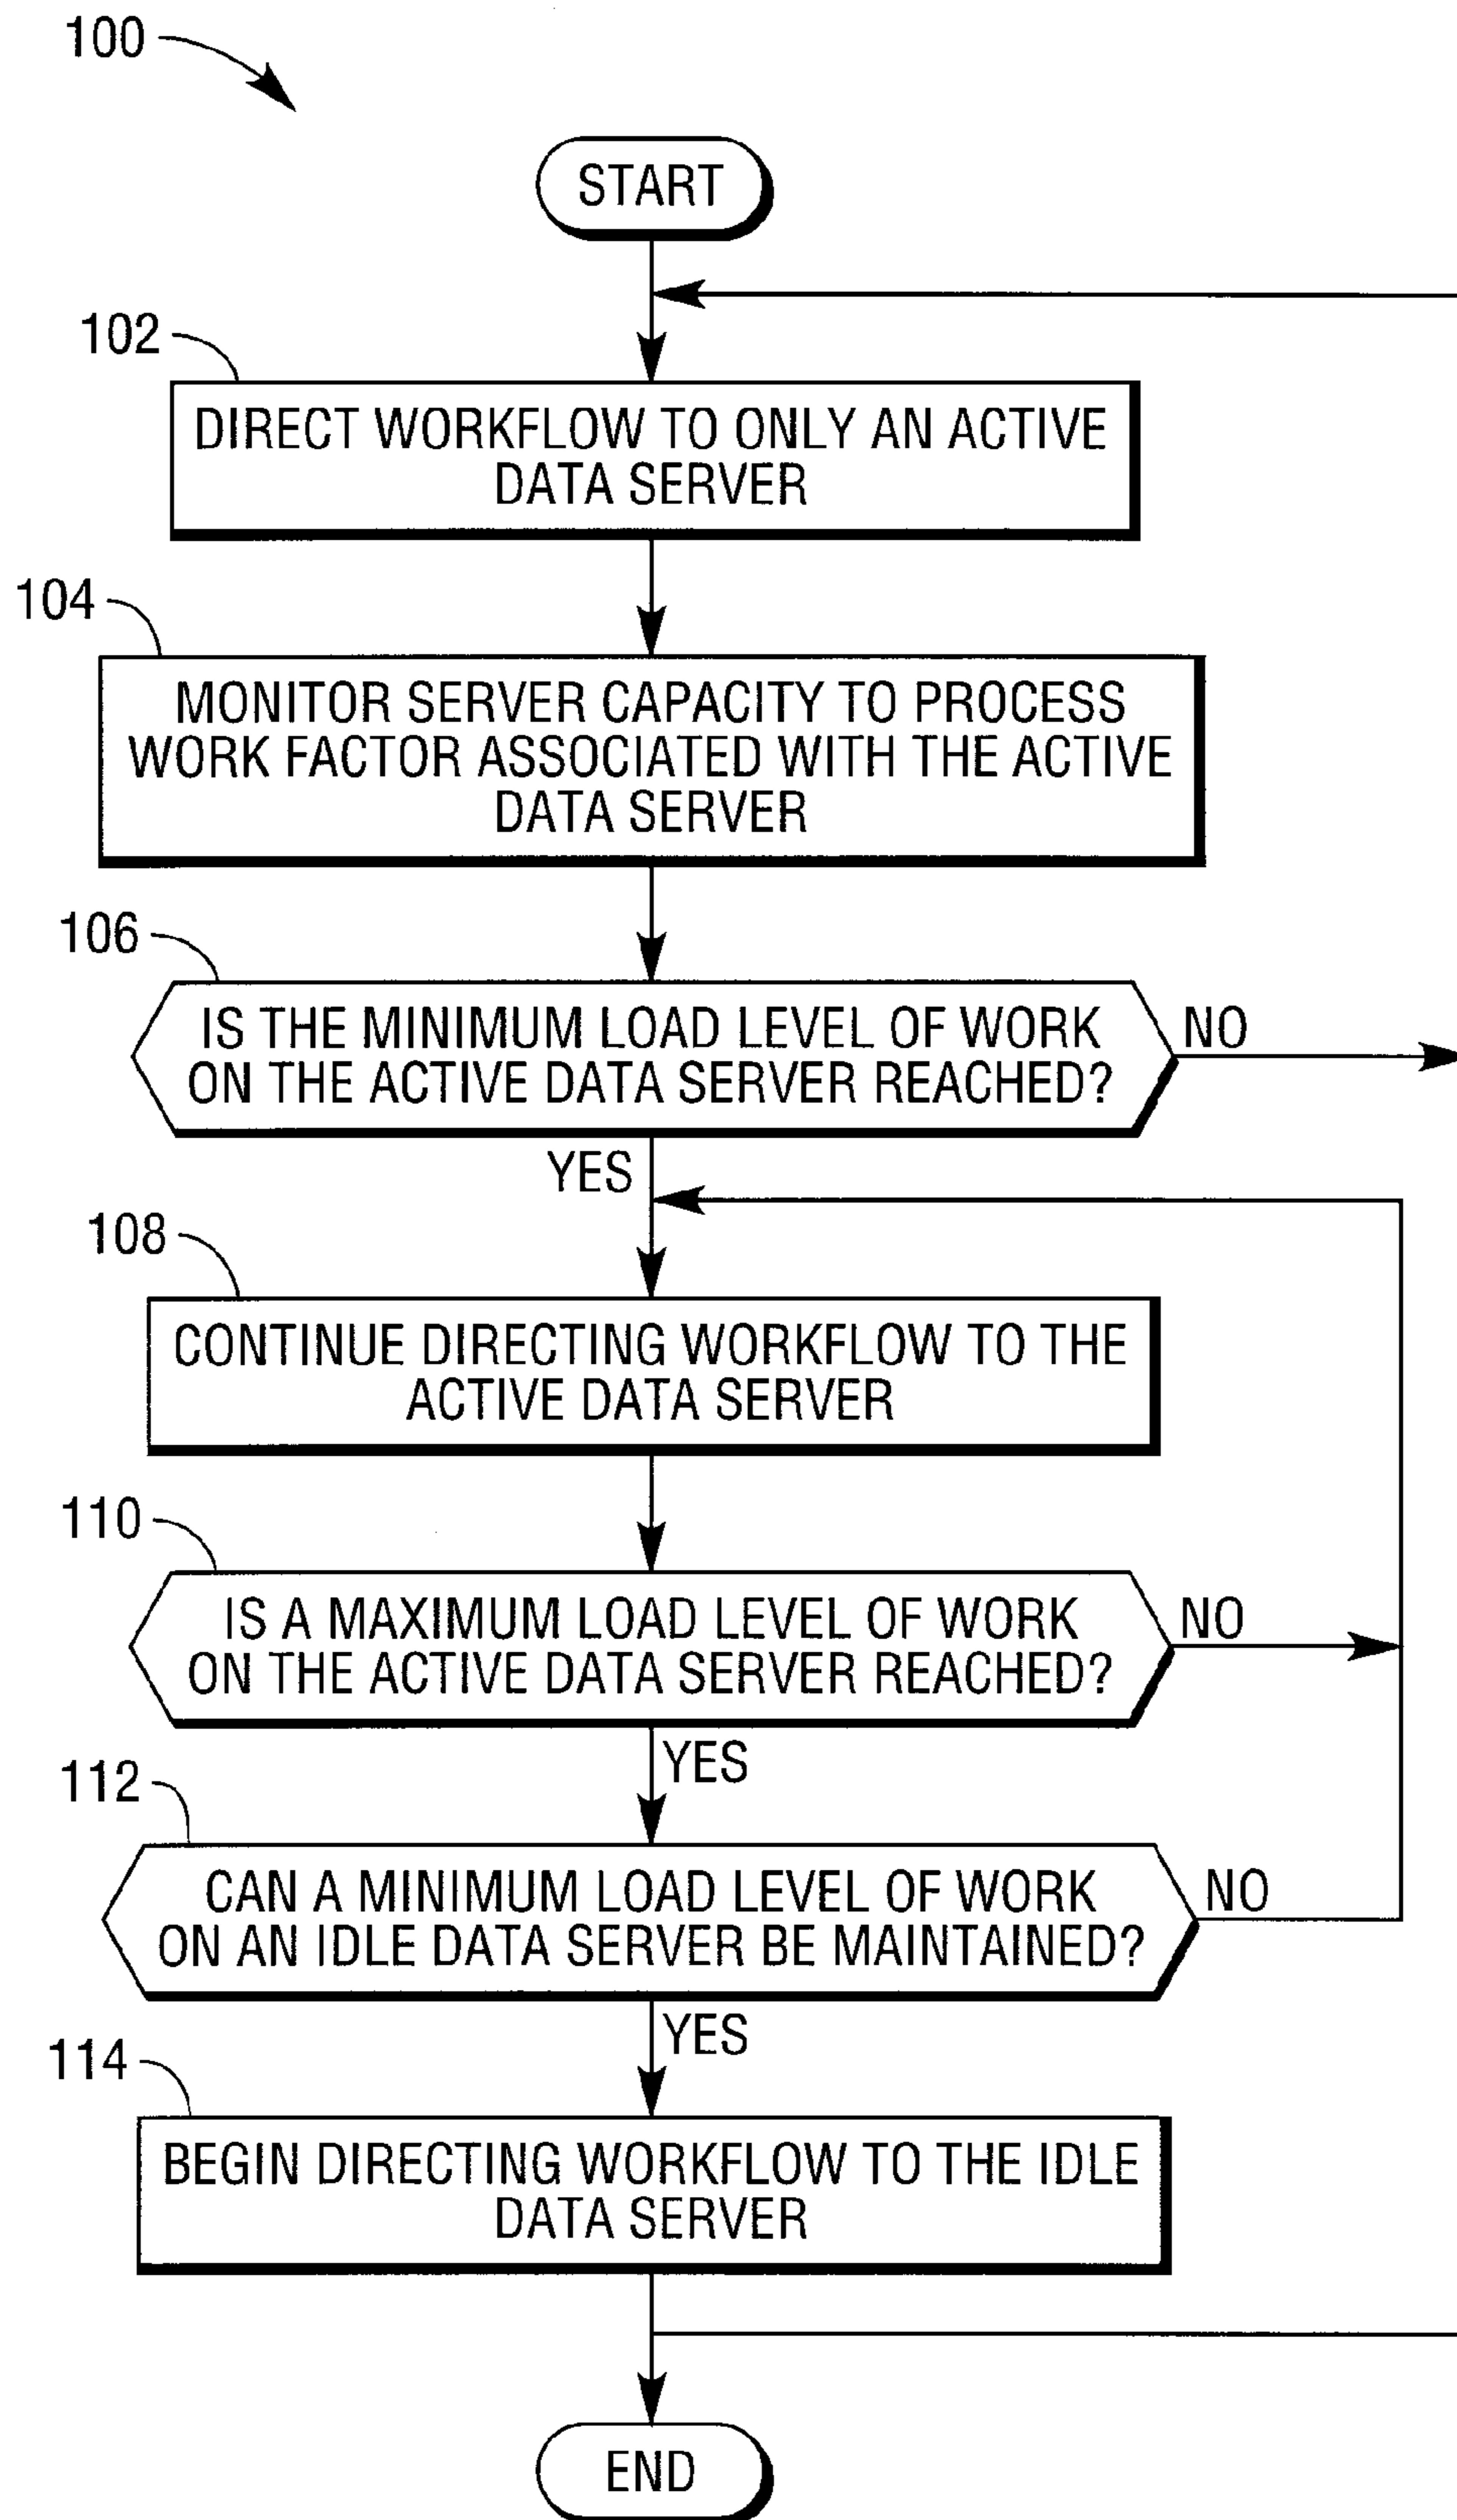 100
START
102
DIRECT WORKFLOW TO ONLY AN ACTIVE
DATA SERVER
104
MONITOR SERVER CAPACITY TO PROCESS
WORK FACTOR ASSOCIATED WITH THE ACTIVE
DATA SERVER
106
IS THE MINIMUM LOAD LEVEL OF WORK
ON THE ACTIVE DATA SERVER REACHED?
NO
YES
108
CONTINUE DIRECTING WORKFLOW TO THE
ACTIVE DATA SERVER
110
IS A MAXIMUM LOAD LEVEL OF WORK
ON THE ACTIVE DATA SERVER REACHED?
NO
YES
112
CAN A MINIMUM LOAD LEVEL OF WORK
ON AN IDLE DATA SERVER BE MAINTAINED?
NO
YES
114
BEGIN DIRECTING WORKFLOW TO THE IDLE
DATA SERVER
END